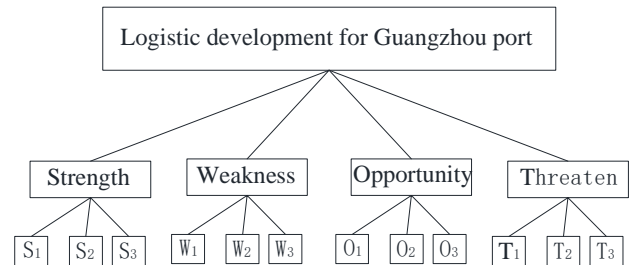 Logistic development for Guangzhou port
Strength Weakness Opportunity Threaten
S1 S2 S3 W1 W2 W3 O1 O2 O3 T1 T2 T3